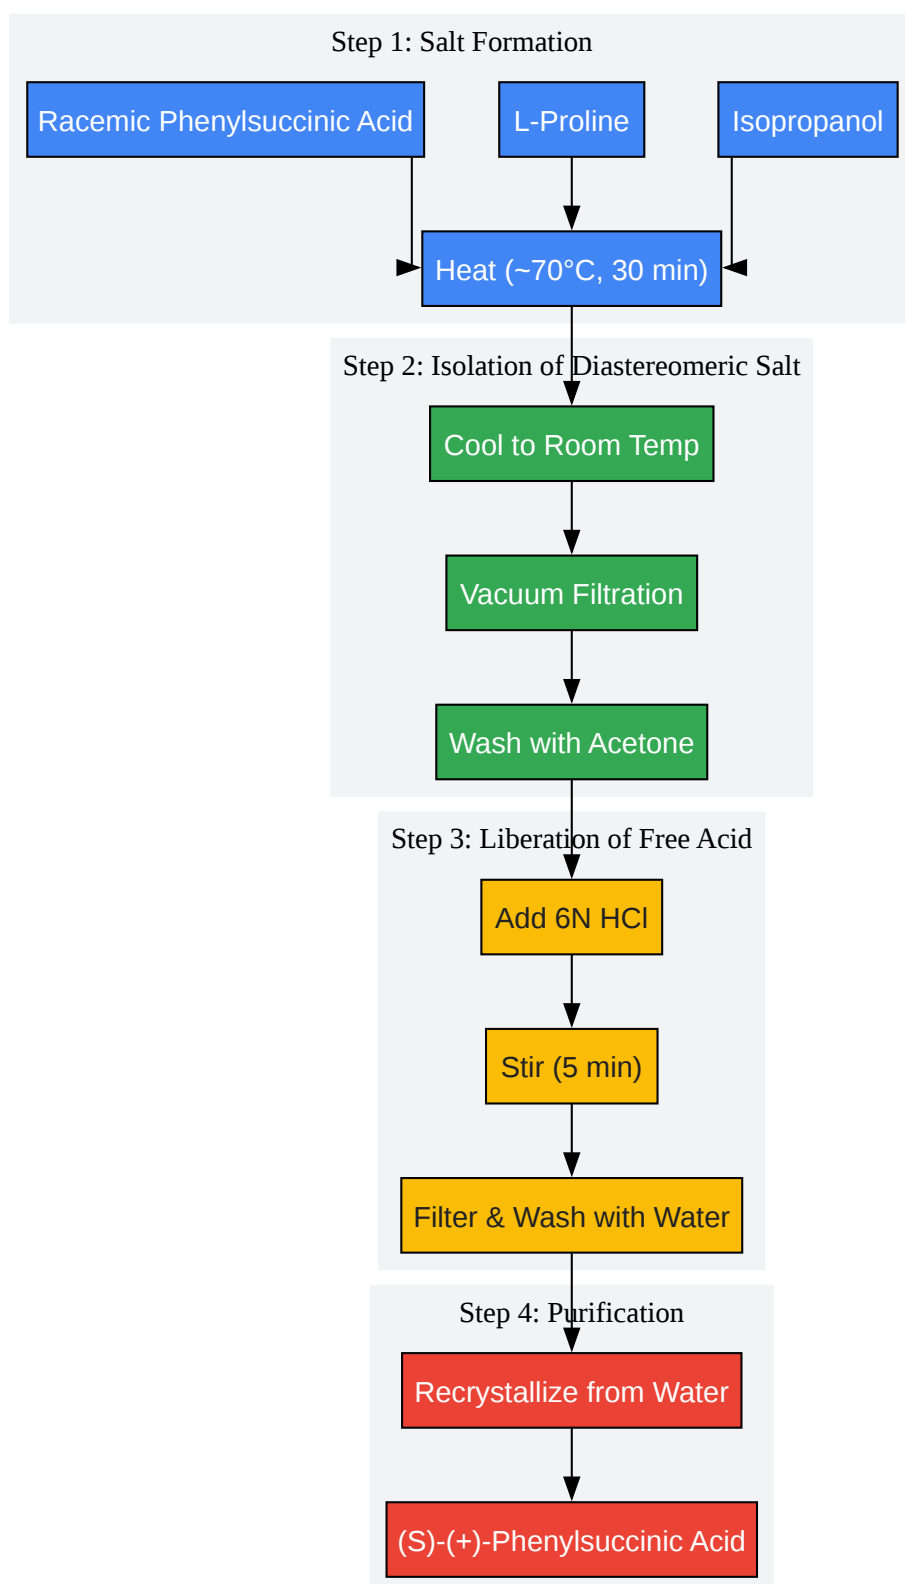 Step 1: Salt Formation
Racemic Phenylsuccinic Acid
L-Proline
Isopropanol
Heat (~70°C, 30 min)
Step 2: Isolation of Diastereomeric Salt
Cool to Room Temp
Vacuum Filtration
Wash with Acetone
Step 3: Liberation of Free Acid
Add 6N HCl
Stir (5 min)
Filter & Wash with Water
Step 4: Purification
Recrystallize from Water
(S)-(+)-Phenylsuccinic Acid